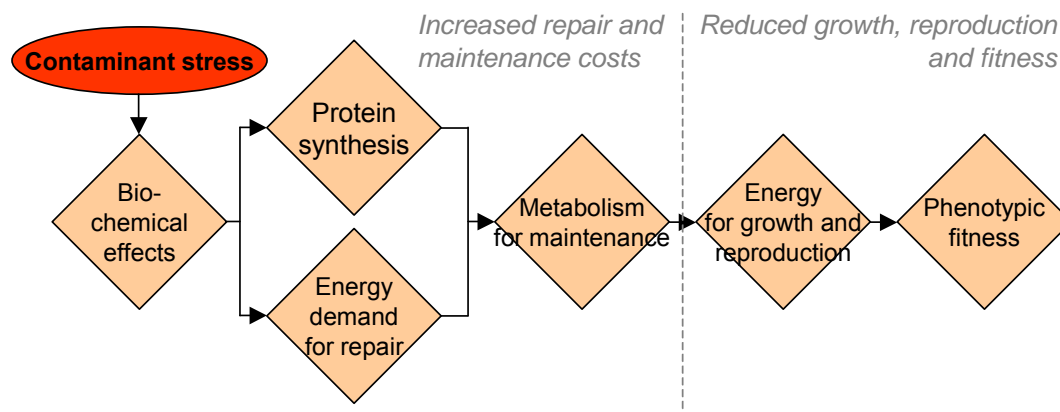 Increased repair and
maintenance costs
Reduced growth, reproduction
and fitness
Contaminant stress
Bio-
chemical
effects
Protein
synthesis
Energy
demand
for repair
Metabolism
for maintenance
Energy
for growth and
reproduction
Phenotypic
fitness